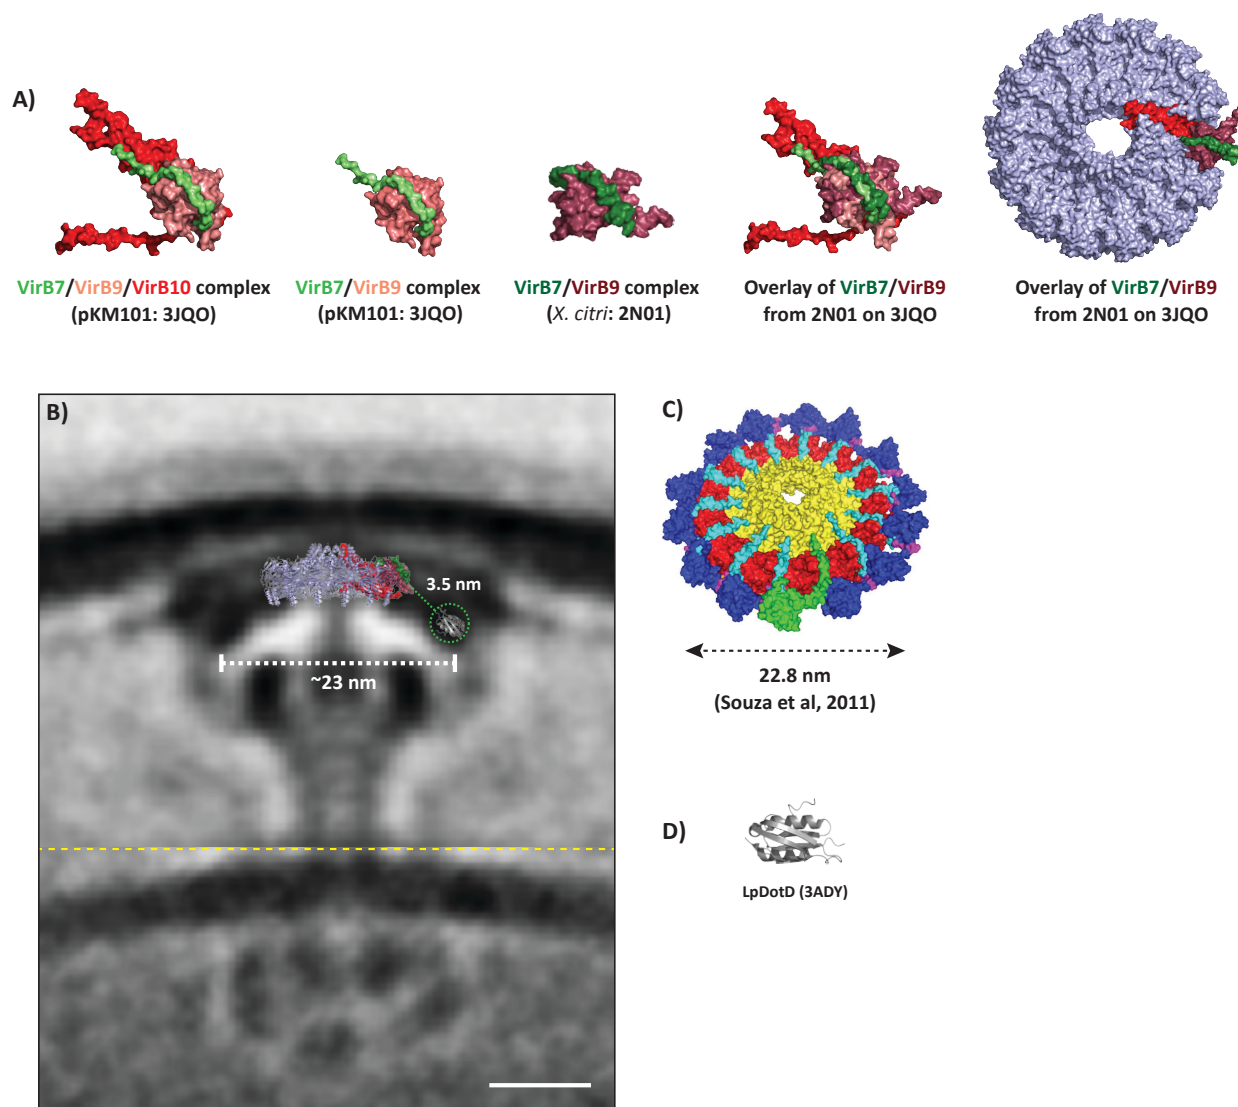 A)
VirB7/VirB9/VirB10 complex
(pKM101: 3JQO)
VirB7/VirB9 complex
(pKM101: 3JQO)
VirB7/VirB9 complex
(X. citri: 2N01)
Overlay of VirB7/VirB9
from 2N01 on 3JQO
Overlay of VirB7/VirB9
from 2N01 on 3JQO
B)
3.5 nm
~23 nm
C)
22.8 nm
(Souza et al, 2011)
D)
LpDotD (3ADY)